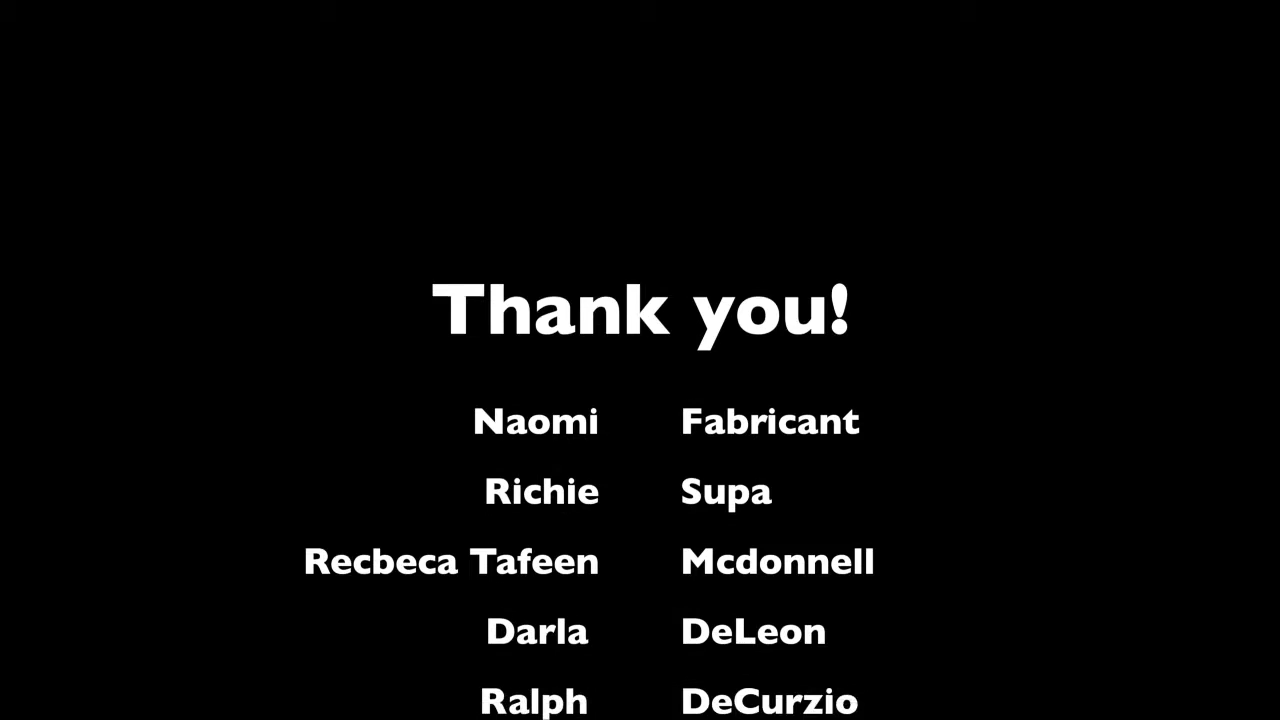 Thank you!
Naomi Fabricant
Richie Supa
Recbeca Tafeen Mcdonnell
Darla DeLeon
Ralph DeCurzio